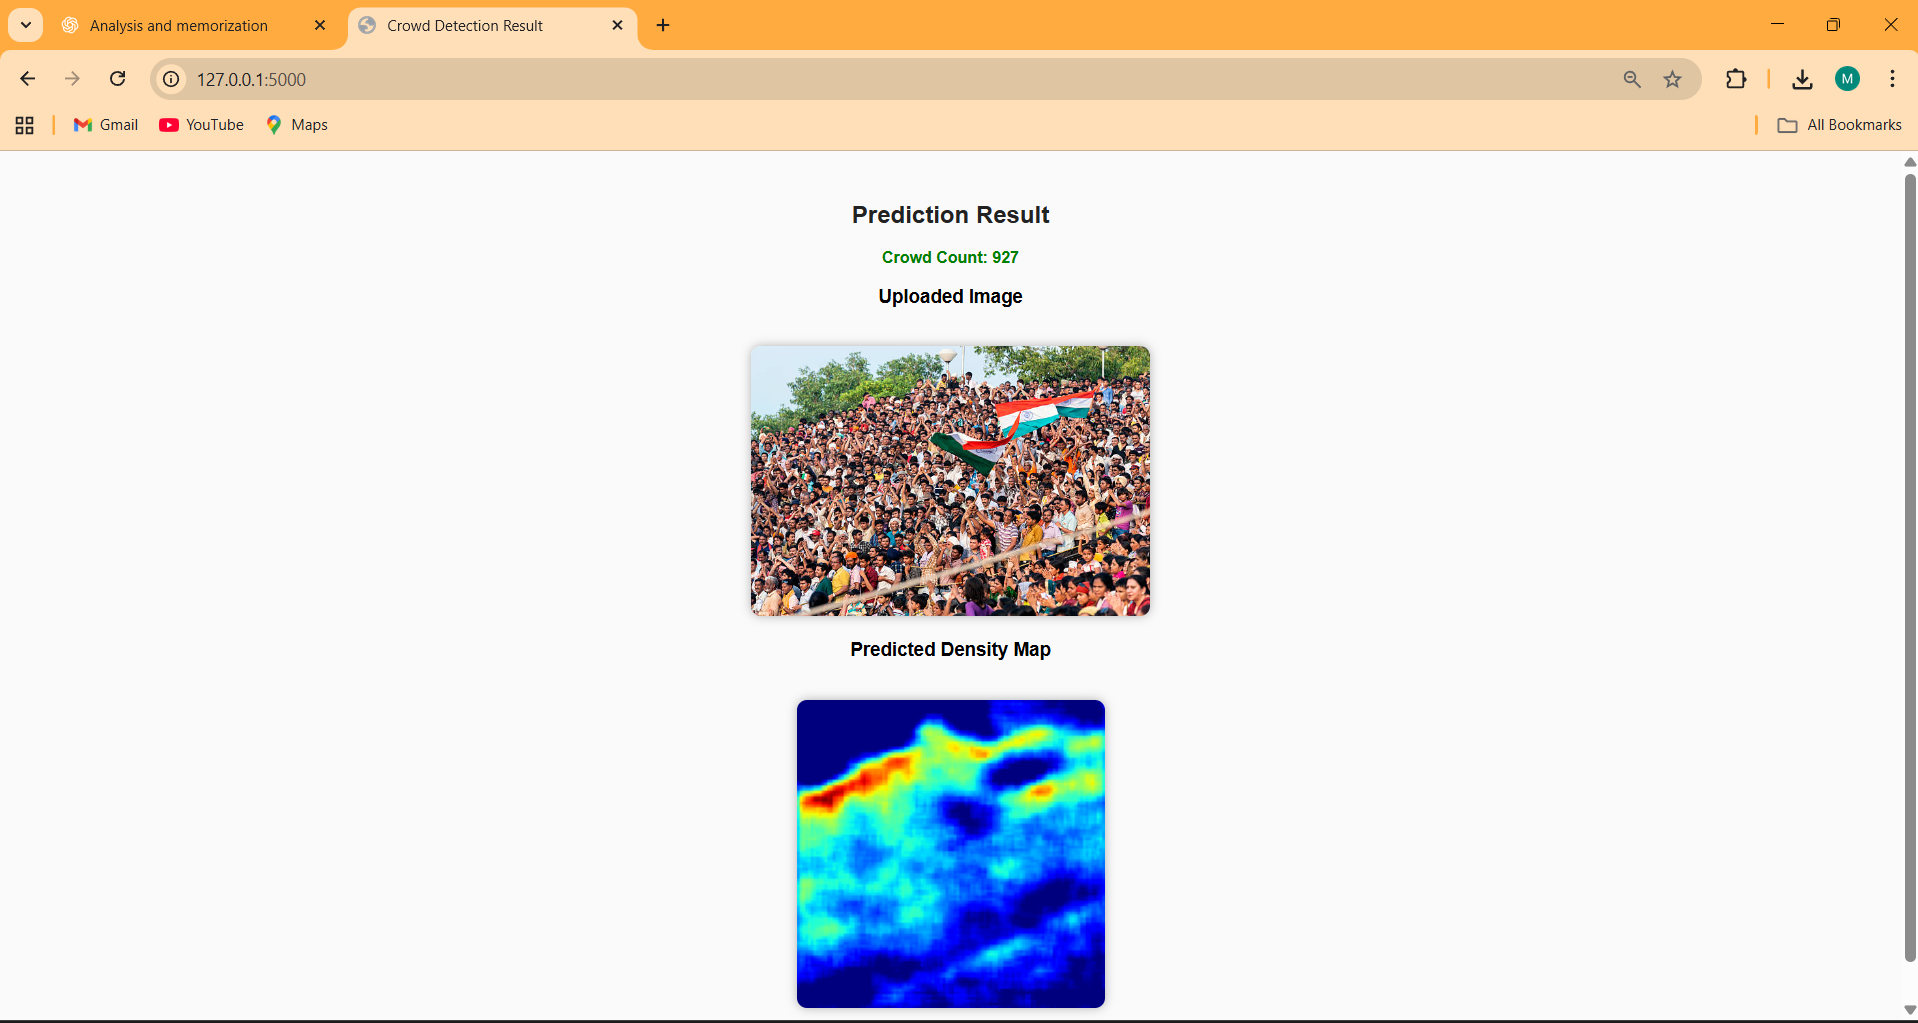 Analysis and memorization
Crowd Detection Result
127.0.0.1:5000
M
Gmail
YouTube
Maps
All Bookmarks
Prediction Result
Crowd Count: 927
Uploaded Image
Predicted Density Map